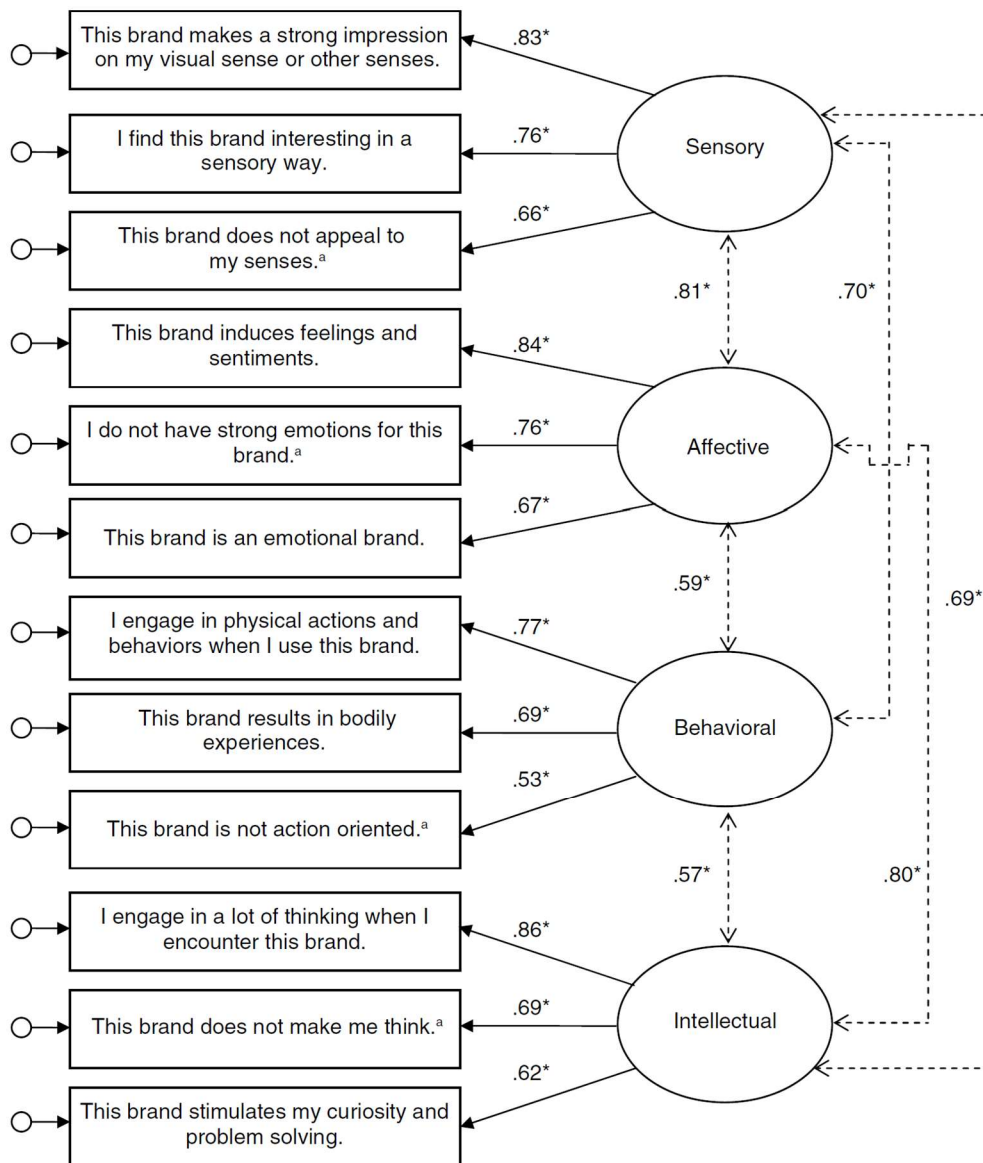 This brand makes a strong impression
on my visual sense or other senses.
.83*
I find this brand interesting in a
sensory way.
.76*
Sensory
This brand does not appeal to
my senses.ᵃ
.66*
.81*
.70*
This brand induces feelings and
sentiments.
.84*
I do not have strong emotions for this
brand.ᵃ
.76*
Affective
This brand is an emotional brand.
.67*
.59*
.69*
I engage in physical actions and
behaviors when I use this brand.
.77*
This brand results in bodily
experiences.
.69*
Behavioral
This brand is not action oriented.ᵃ
.53*
.57*
.80*
I engage in a lot of thinking when I
encounter this brand.
.86*
This brand does not make me think.ᵃ
.69*
Intellectual
This brand stimulates my curiosity and
problem solving.
.62*